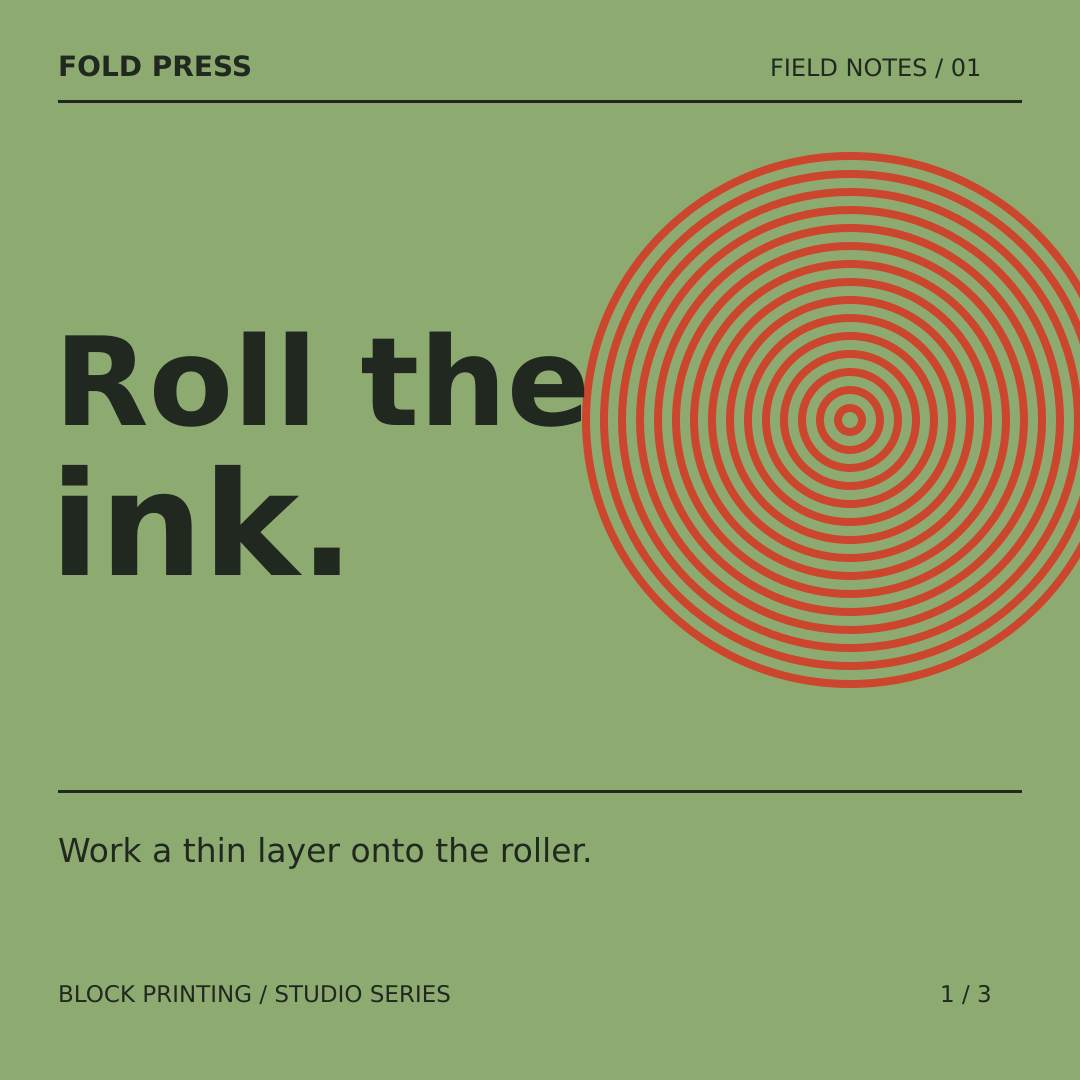 FOLD PRESS
FIELD NOTES / 01
Roll the
ink.
Work a thin layer onto the roller.
BLOCK PRINTING / STUDIO SERIES
1 / 3